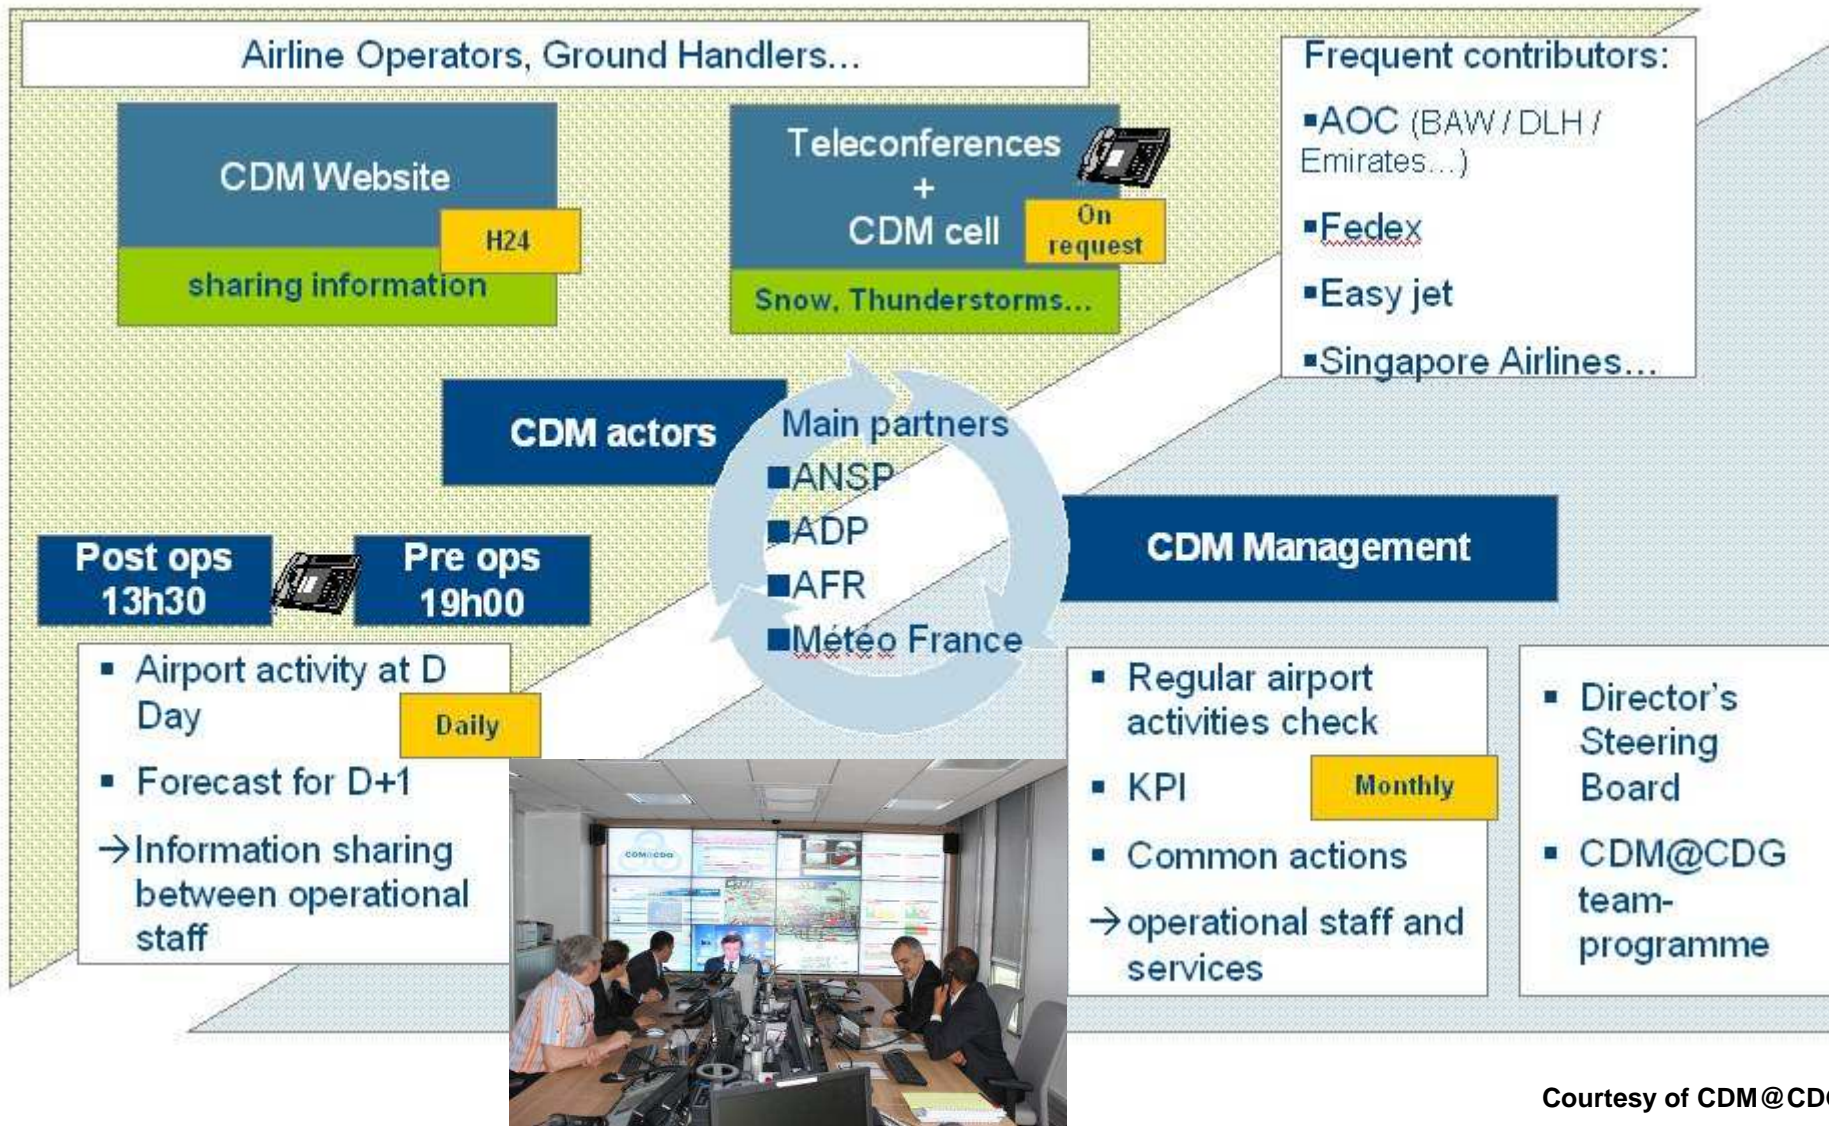 Airline Operators, Ground Handlers...
CDM Website
H24
sharing information
Teleconferences
+
CDM cell
On
request
Snow, Thunderstorms...
Frequent contributors:
▪AOC (BAW / DLH /
Emirates...)
▪Fedex
▪Easy jet
▪Singapore Airlines...
CDM actors
Main partners
■ANSP
■ADP
■AFR
■Météo France
CDM Management
Post ops
13h30
Pre ops
19h00
▪ Airport activity at D
Day
Daily
▪ Forecast for D+1
→Information sharing
between operational
staff
CDM@CDG
▪ Regular airport
activities check
▪ KPI
Monthly
▪ Common actions
→operational staff and
services
▪ Director's
Steering
Board
▪ CDM@CDG
team-
programme
Courtesy of CDM@CD